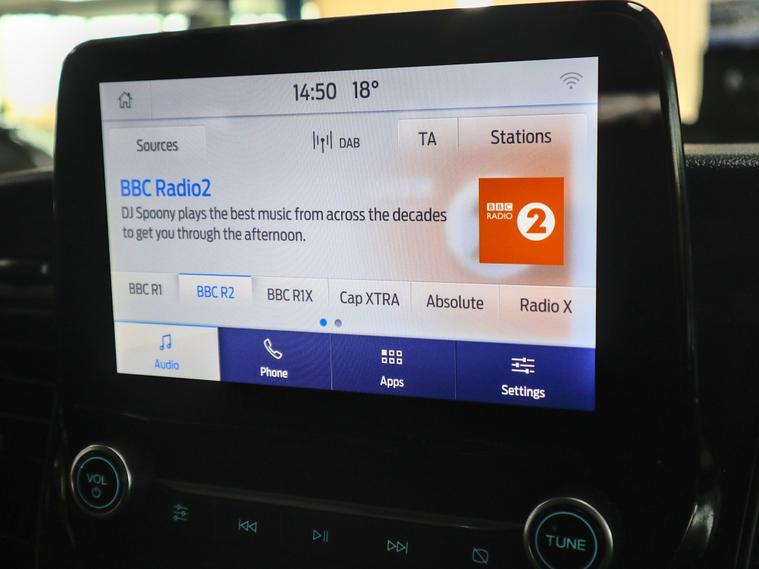 14:50 18°
Sources
DAB
TA
Stations
BBC Radio2
DJ Spoony plays the best music from across the decades
to get you through the afternoon.
BBC
RADIO 2
BBC R1
BBC R2
BBC R1X
Cap XTRA
Absolute
Radio X
Audio
Phone
Apps
Settings
VOL
TUNE